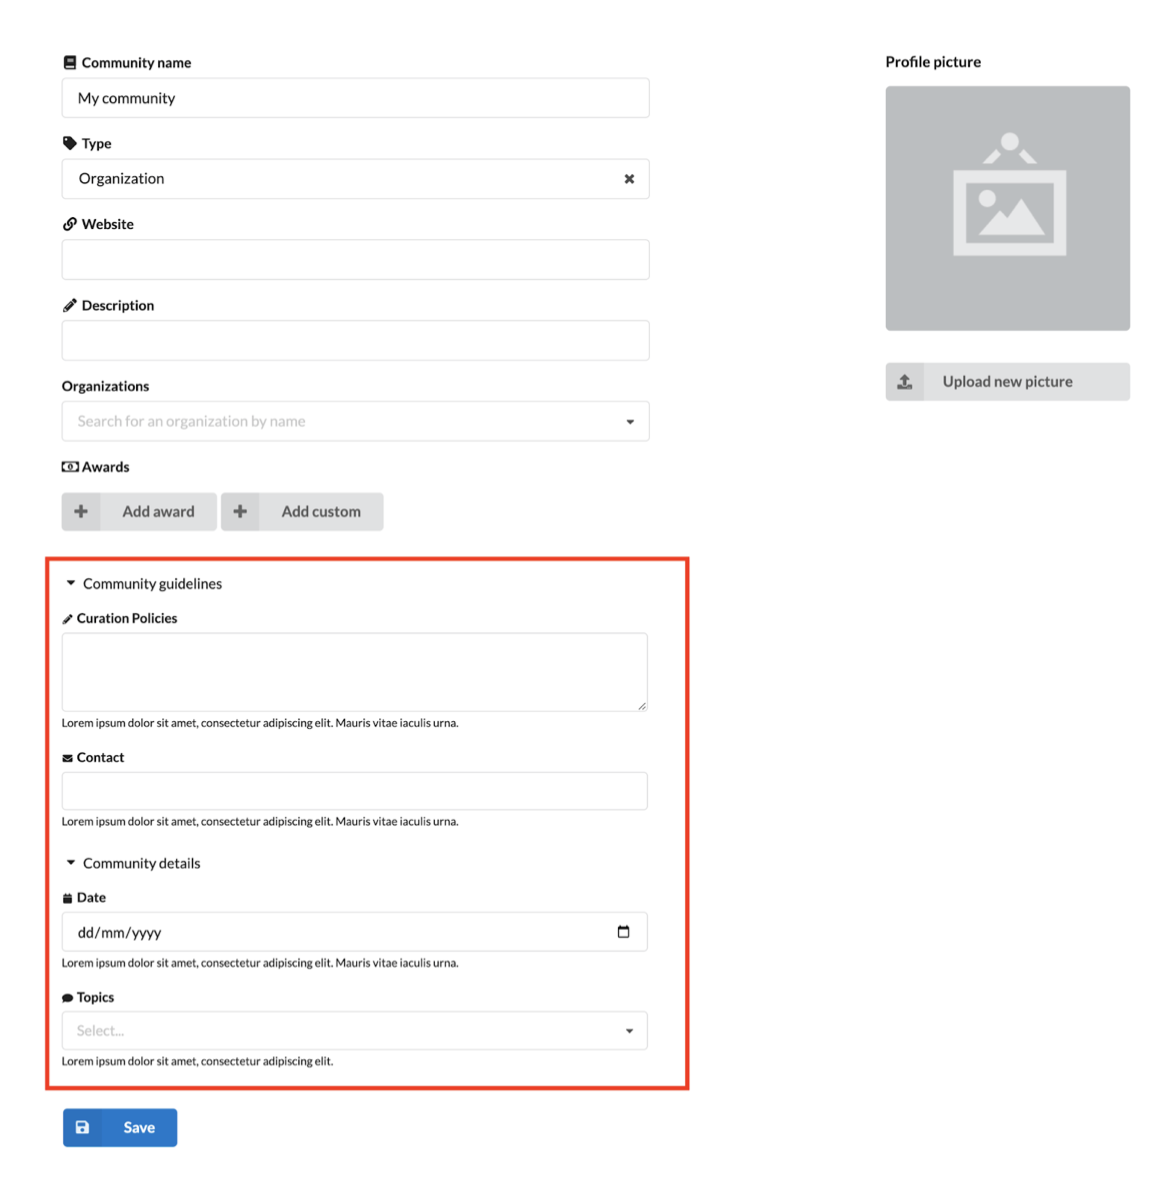 Community name
My community
Type
Organization
Website
Description
Organizations
Search for an organization by name
Awards
Add award
Add custom
Community guidelines
Curation Policies
Lorem ipsum dolor sit amet, consectetur adipiscing elit. Mauris vitae iaculis urna.
Contact
Lorem ipsum dolor sit amet, consectetur adipiscing elit. Mauris vitae iaculis urna.
Community details
Date
dd/mm/yyyy
Lorem ipsum dolor sit amet, consectetur adipiscing elit. Mauris vitae iaculis urna.
Topics
Select...
Lorem ipsum dolor sit amet, consectetur adipiscing elit.
Save
Profile picture
Upload new picture